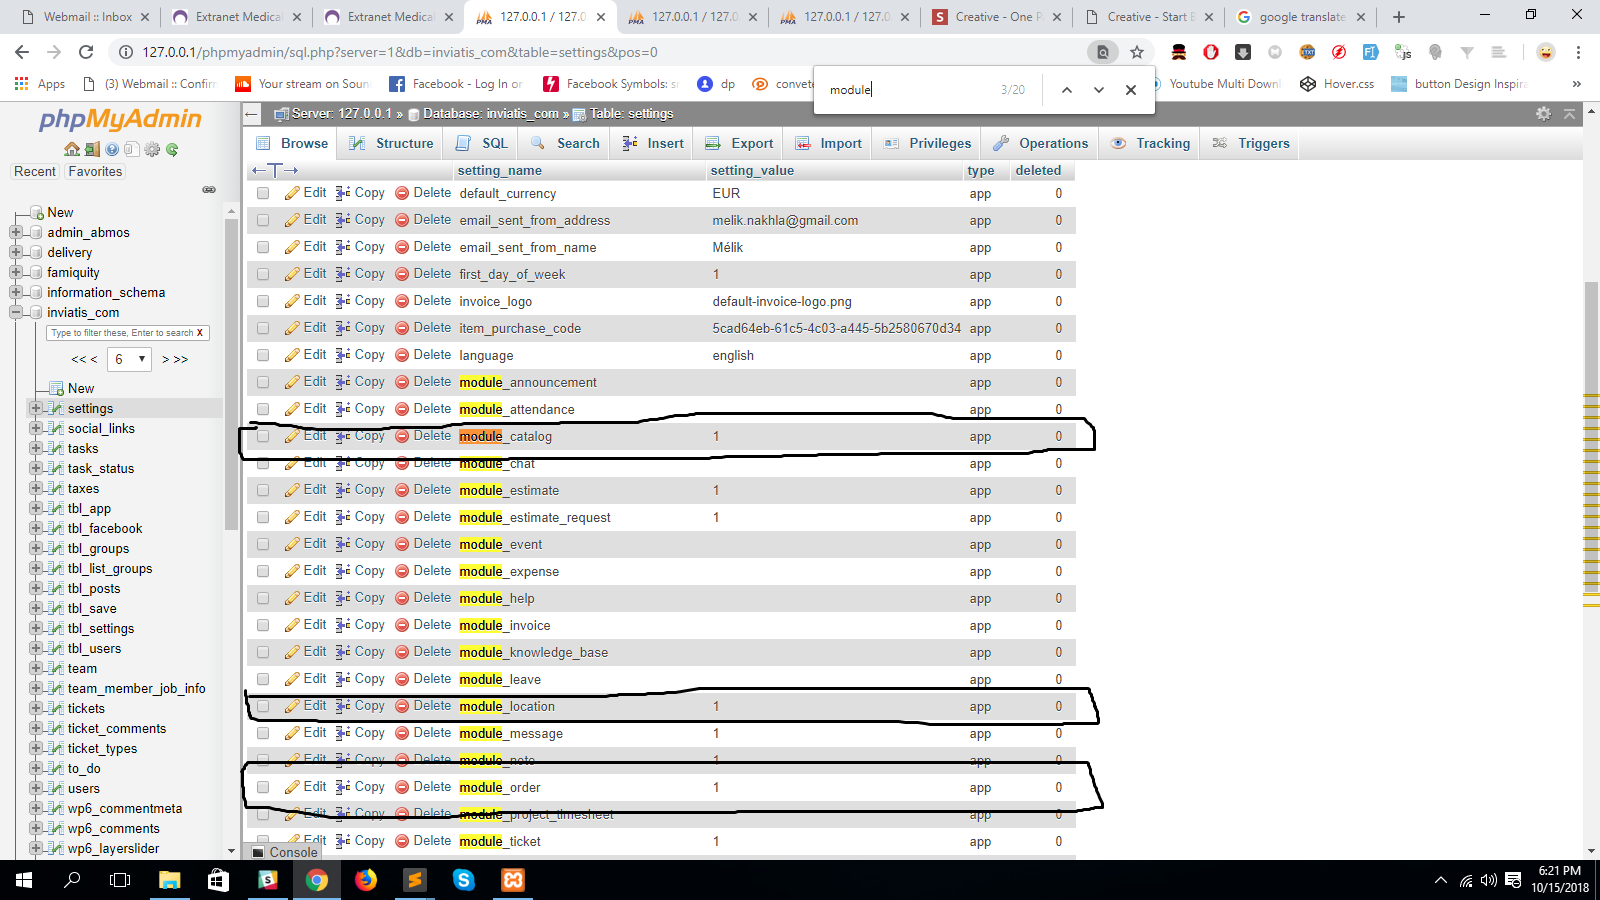 Webmail :: Inbox
Extranet Medical
Extranet Medical
127.0.0.1 / 127.0
127.0.0.1 / 127.0
127.0.0.1 / 127.0
Creative - One P
Creative - Start B
google translate
127.0.0.1/phpmyadmin/sql.php?server=1&db=inviatis_com&table=settings&pos=0
Apps
(3) Webmail :: Confirm
Your stream on Soun
Facebook - Log In or
Facebook Symbols: sm
dp
convete
Youtube Multi Down
Hover.css
button Design Inspira
»
module
3/20
phpMyAdmin
Recent
Favorites
New
admin_abmos
delivery
famiquity
information_schema
inviatis_com
Type to filter these, Enter to search X
<< <
6
> >>
New
settings
social_links
tasks
task_status
taxes
tbl_app
tbl_facebook
tbl_groups
tbl_list_groups
tbl_posts
tbl_save
tbl_settings
tbl_users
team
team_member_job_info
tickets
ticket_comments
ticket_types
to_do
users
wp6_commentmeta
wp6_comments
wp6_layerslider
Server: 127.0.0.1 » Database: inviatis_com » Table: settings
Browse Structure SQL Search Insert Export Import Privileges Operations Tracking Triggers
setting_name setting_value type deleted
Edit Copy Delete default_currency EUR app 0
Edit Copy Delete email_sent_from_address melik.nakhla@gmail.com app 0
Edit Copy Delete email_sent_from_name Mélik app 0
Edit Copy Delete first_day_of_week 1 app 0
Edit Copy Delete invoice_logo default-invoice-logo.png app 0
Edit Copy Delete item_purchase_code 5cad64eb-61c5-4c03-a445-5b2580670d34 app 0
Edit Copy Delete language english app 0
Edit Copy Delete module_announcement app 0
Edit Copy Delete module_attendance app 0
Edit Copy Delete module_catalog 1 app 0
Edit Copy Delete module_chat app 0
Edit Copy Delete module_estimate 1 app 0
Edit Copy Delete module_estimate_request 1 app 0
Edit Copy Delete module_event app 0
Edit Copy Delete module_expense app 0
Edit Copy Delete module_help app 0
Edit Copy Delete module_invoice app 0
Edit Copy Delete module_knowledge_base app 0
Edit Copy Delete module_leave app 0
Edit Copy Delete module_location 1 app 0
Edit Copy Delete module_message 1 app 0
Edit Copy Delete module_note 1 app 0
Edit Copy Delete module_order 1 app 0
Edit Copy Delete module_project_timesheet app 0
Edit Copy Delete module_ticket 1 app 0
Console
6:21 PM
10/15/2018